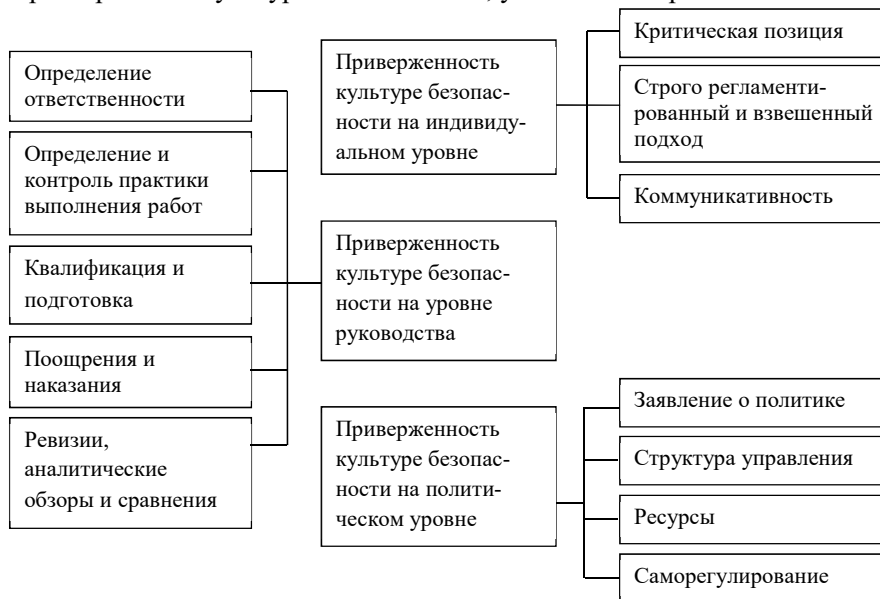 Определение
ответственности
Определение и
контроль практики
выполнения работ
Квалификация и
подготовка
Поощрения и
наказания
Ревизии,
аналитические
обзоры и сравнения
Приверженность
культуре безопас-
ности на индивиду-
альном уровне
Приверженность
культуре безопас-
ности на уровне
руководства
Приверженность
культуре безопас-
ности на полити-
ческом уровне
Критическая позиция
Строго регламенти-
рованный и взвешенный
подход
Коммуникативность
Заявление о политике
Структура управления
Ресурсы
Саморегулирование